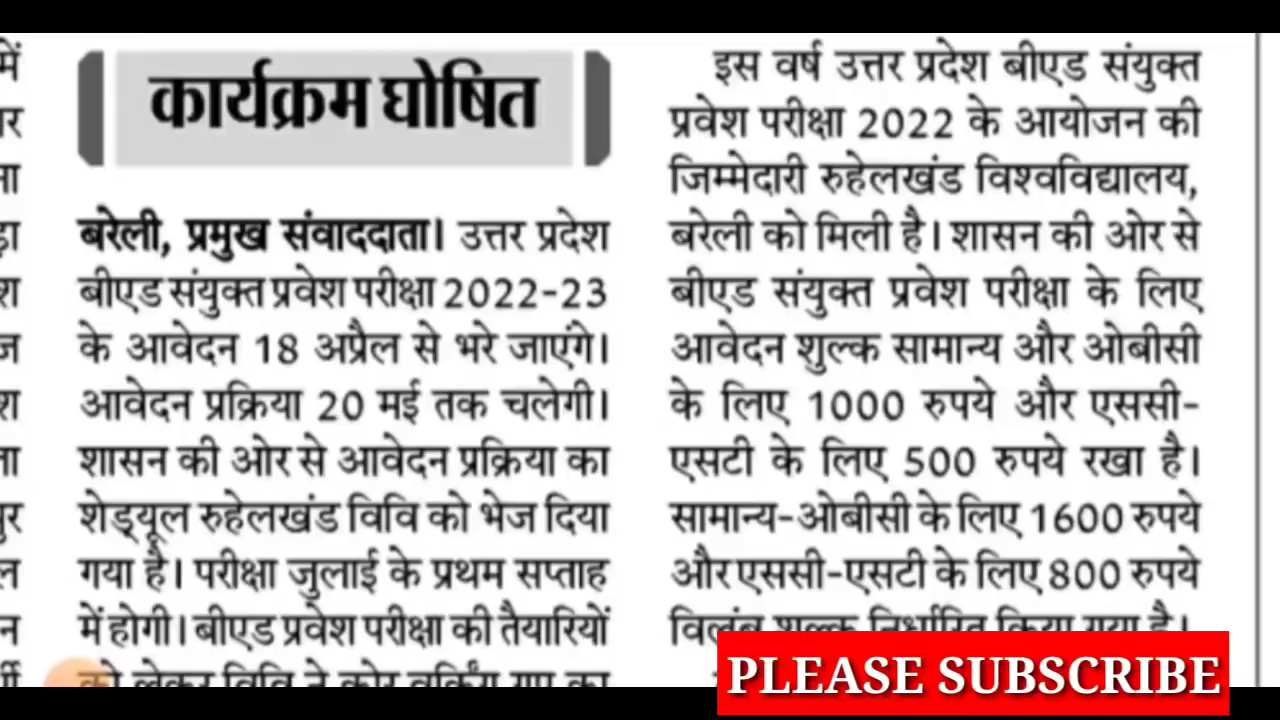 कार्यक्रम घोषित
बरेली, प्रमुख संवाददाता। उत्तर प्रदेश
बीएड संयुक्त प्रवेश परीक्षा 2022-23
के आवेदन 18 अप्रैल से भरे जाएंगे।
आवेदन प्रक्रिया 20 मई तक चलेगी।
शासन की ओर से आवेदन प्रक्रिया का
शेड्यूल रुहेलखंड विवि को भेज दिया
गया है। परीक्षा जुलाई के प्रथम सप्ताह
में होगी। बीएड प्रवेश परीक्षा की तैयारियों
को लेकर विवि ने कोर वर्किंग ग्रुप का
इस वर्ष उत्तर प्रदेश बीएड संयुक्त
प्रवेश परीक्षा 2022 के आयोजन की
जिम्मेदारी रुहेलखंड विश्वविद्यालय,
बरेली को मिली है। शासन की ओर से
बीएड संयुक्त प्रवेश परीक्षा के लिए
आवेदन शुल्क सामान्य और ओबीसी
के लिए 1000 रुपये और एससी-
एसटी के लिए 500 रुपये रखा है।
सामान्य-ओबीसी के लिए 1600 रुपये
और एससी-एसटी के लिए 800 रुपये
विलंब शुल्क निर्धारित किया गया है।
PLEASE SUBSCRIBE